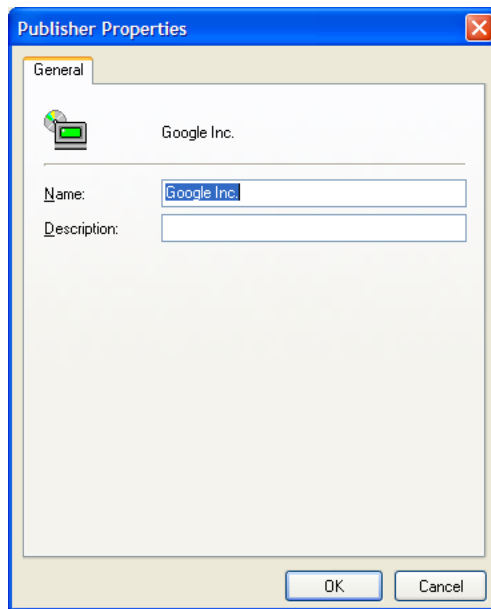 Publisher Properties
General
Google Inc.
Name: Google Inc.
Description:
OK Cancel